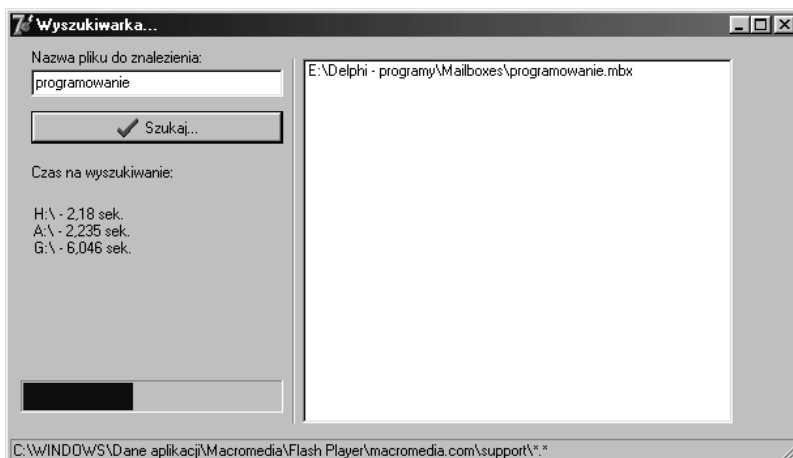 Wyszukiwarka...
Nazwa pliku do znalezienia:
programowanie
Szukaj...
Czas na wyszukiwanie:
H:\ - 2,18 sek.
A:\ - 2,235 sek.
G:\ - 6,046 sek.
E:\Delphi - programy\Mailboxes\programowanie.mbx
C:\WINDOWS\Dane aplikacji\Macromedia\Flash Player\macromedia.com\support\*.*